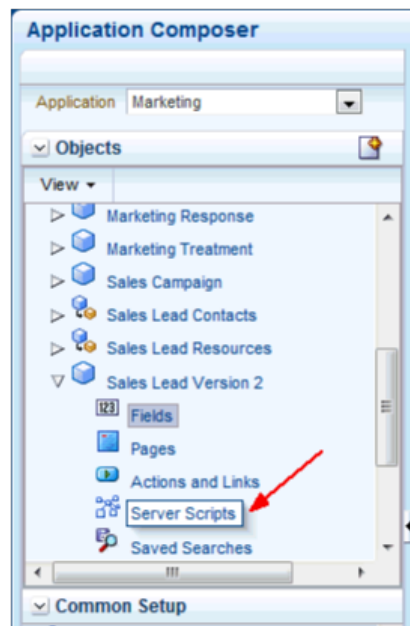 Application Composer
Application Marketing
Objects
View
Marketing Response
Marketing Treatment
Sales Campaign
Sales Lead Contacts
Sales Lead Resources
Sales Lead Version 2
123 Fields
Pages
Actions and Links
Server Scripts
Saved Searches
Common Setup